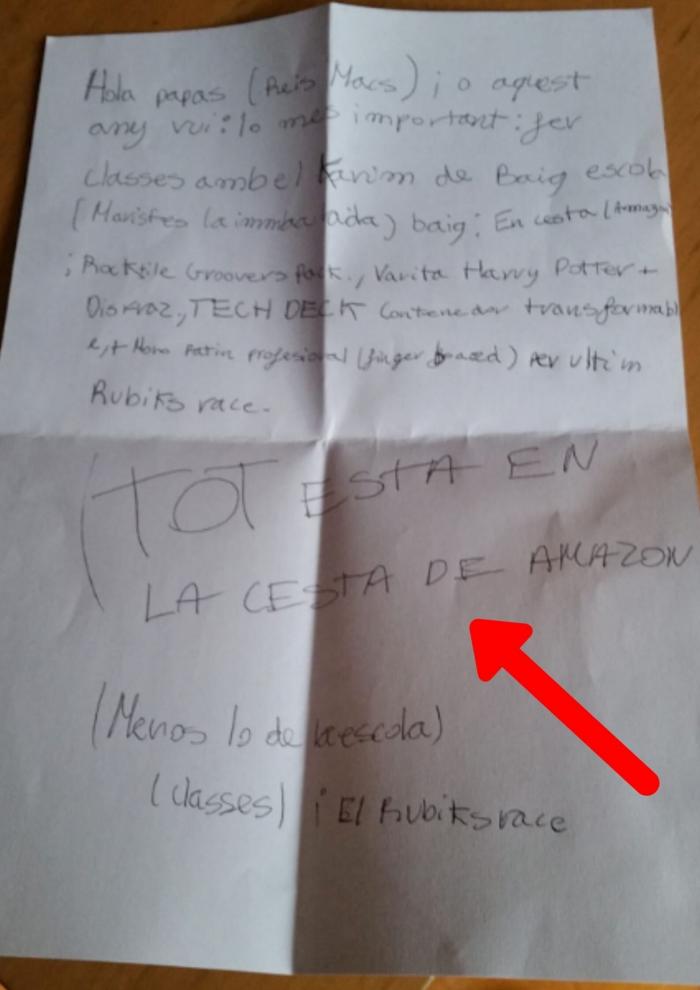 Hola papas (Reis Macs) jo aquest
any vui: lo mes important: fer
classes amb el Karim de Baig escola
(Maristes la immaculada) baig: En cesta (Amazon)
i Rocktile Groovers Pack., Varita Harry Potter +
Disfraz, TECH DECK Contenedor transformabl
e, + Mono Patin profesional (finger board) per ultim
Rubiks race.
(TOT ESTA EN
LA CESTA DE AMAZON
(Menos lo de la escola)
(classes) i El Rubiks race